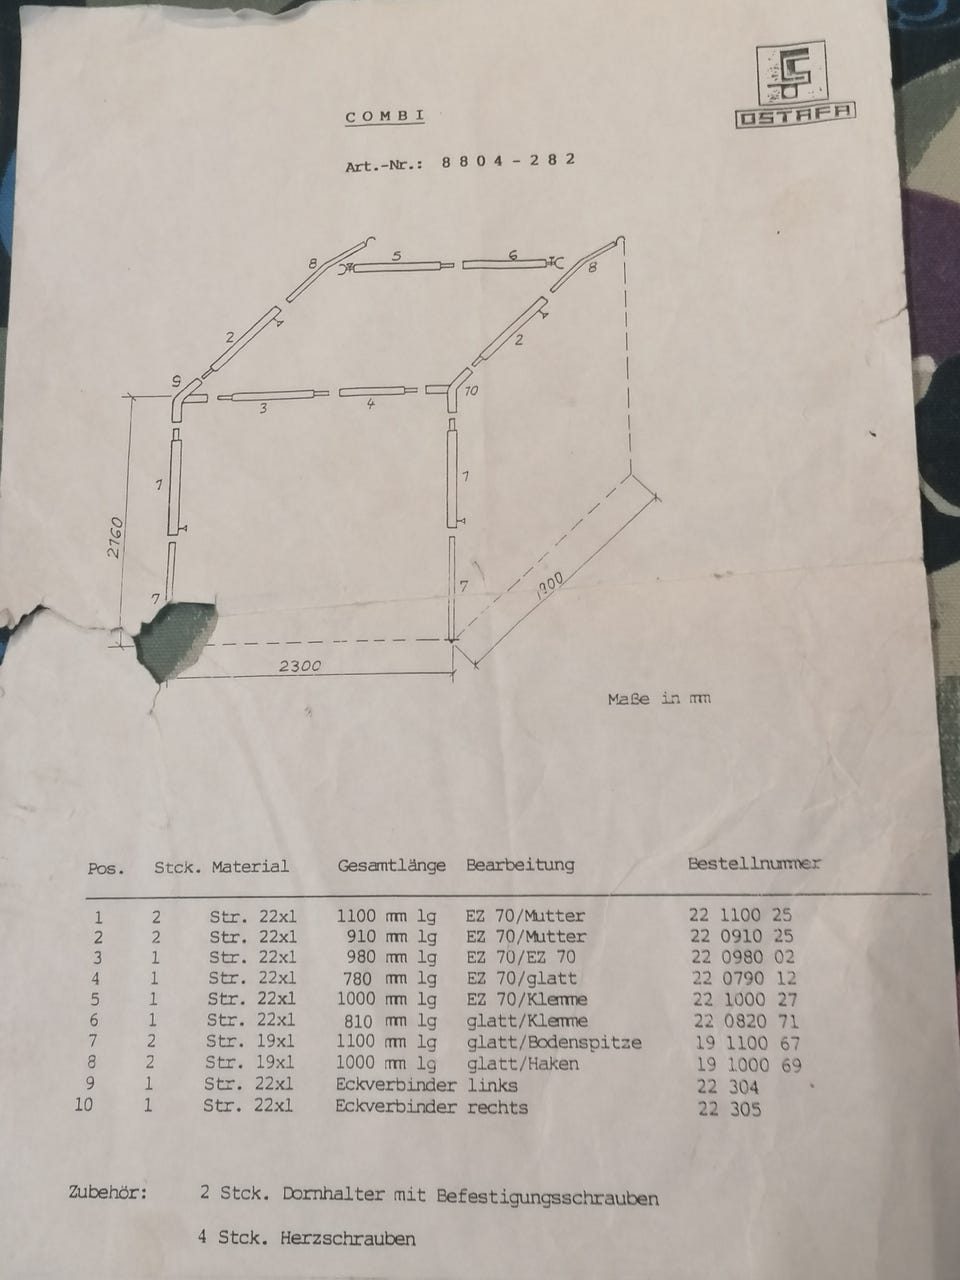 OSTAFA
COMBI
Art.-Nr.: 8804-282
8
5
6
8
2
2
9
10
3
4
1
1
2160
7
7
1900
2300
Maße in mm
Pos. Stck. Material Gesamtlänge Bearbeitung Bestellnummer
1 2 Str. 22x1 1100 mm lg EZ 70/Mutter 22 1100 25
2 2 Str. 22x1 910 mm lg EZ 70/Mutter 22 0910 25
3 1 Str. 22x1 980 mm lg EZ 70/EZ 70 22 0980 02
4 1 Str. 22x1 780 mm lg EZ 70/glatt 22 0790 12
5 1 Str. 22x1 1000 mm lg EZ 70/Klemme 22 1000 27
6 1 Str. 22x1 810 mm lg glatt/Klemme 22 0820 71
7 2 Str. 19x1 1100 mm lg glatt/Bodenspitze 19 1100 67
8 2 Str. 19x1 1000 mm lg glatt/Haken 19 1000 69
9 1 Str. 22x1 Eckverbinder links 22 304
10 1 Str. 22x1 Eckverbinder rechts 22 305
Zubehör: 2 Stck. Dornhalter mit Befestigungsschrauben
4 Stck. Herzschrauben